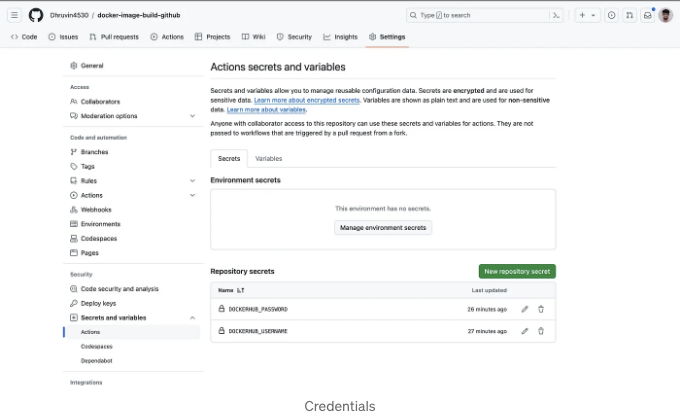 Dhruvin4530 / docker-image-build-github
Type / to search
Code Issues Pull requests Actions Projects Wiki Security Insights Settings
General
Access
Collaborators
Moderation options
Code and automation
Branches
Tags
Rules
Actions
Webhooks
Environments
Codespaces
Pages
Security
Code security and analysis
Deploy keys
Secrets and variables
Actions
Codespaces
Dependabot
Integrations
Actions secrets and variables
Secrets and variables allow you to manage reusable configuration data. Secrets are encrypted and are used for
sensitive data. Learn more about encrypted secrets. Variables are shown as plain text and are used for non-sensitive
data. Learn more about variables.
Anyone with collaborator access to this repository can use these secrets and variables for actions. They are not
passed to workflows that are triggered by a pull request from a fork.
Secrets Variables
Environment secrets
This environment has no secrets.
Manage environment secrets
Repository secrets New repository secret
Name Last updated
DOCKERHUB_PASSWORD 26 minutes ago
DOCKERHUB_USERNAME 27 minutes ago
Credentials